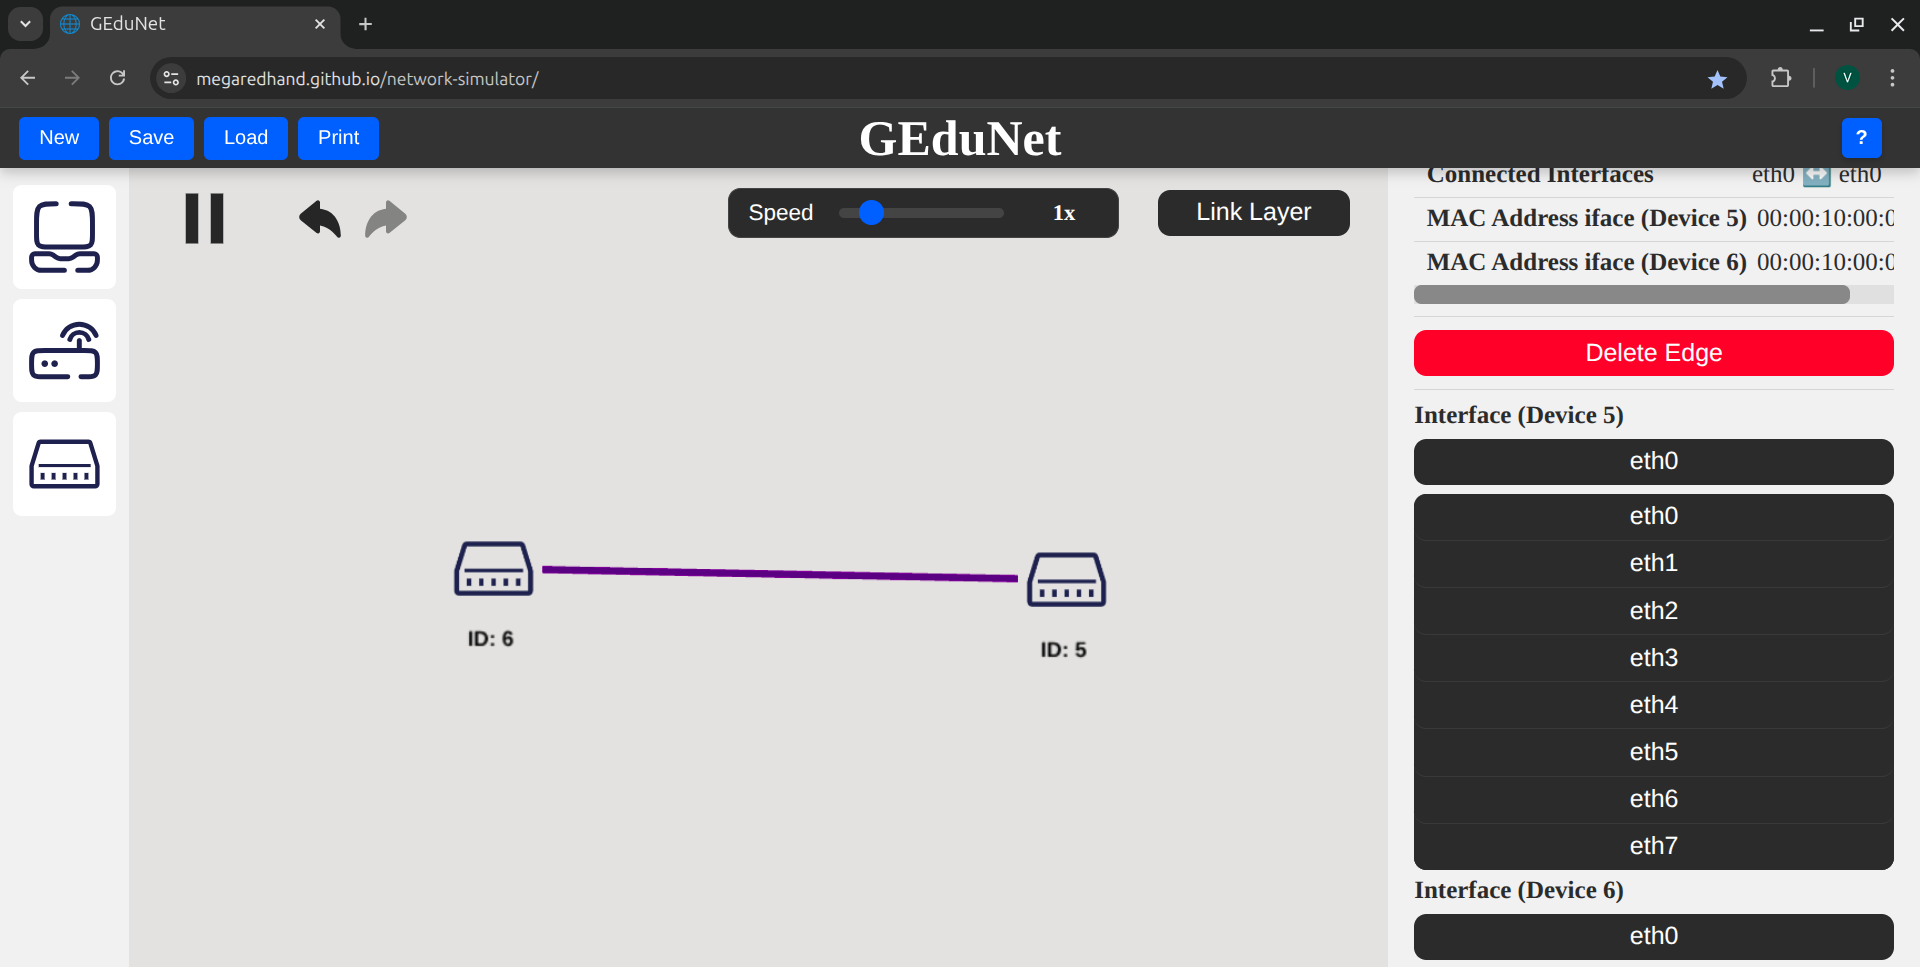 GEduNet
megaredhand.github.io/network-simulator/
V
New
Save
Load
Print
GEduNet
?
Speed
1x
Link Layer
ID: 6
ID: 5
Connected Interfaces eth0 ↔️ eth0
MAC Address iface (Device 5) 00:00:10:00:0
MAC Address iface (Device 6) 00:00:10:00:0
Delete Edge
Interface (Device 5)
eth0
eth0
eth1
eth2
eth3
eth4
eth5
eth6
eth7
Interface (Device 6)
eth0